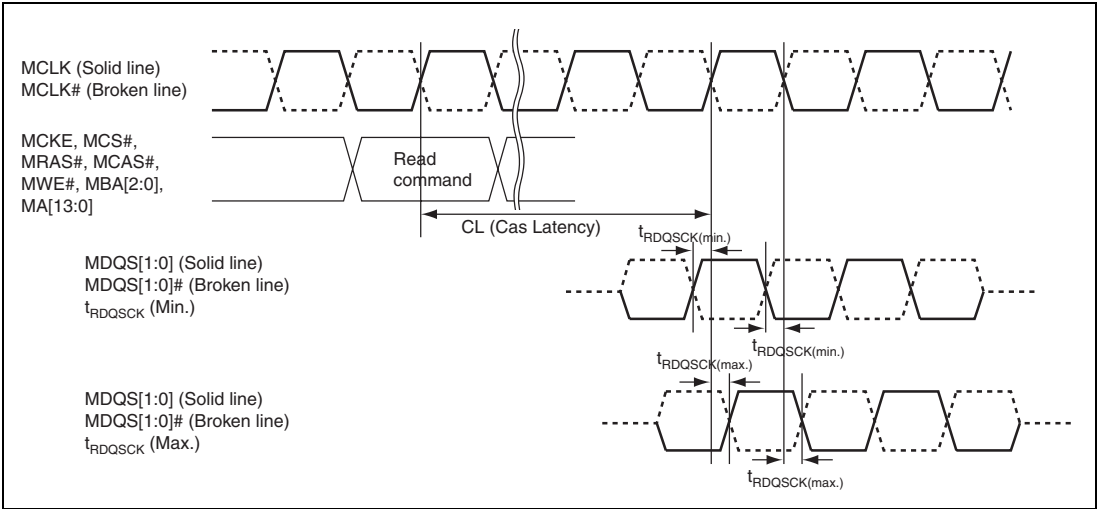 MCLK (Solid line)
MCLK# (Broken line)
MCKE, MCS#,
MRAS#, MCAS#,
MWE#, MBA[2:0],
MA[13:0]
Read
command
CL (Cas Latency)
tRDQSCK(min.)
MDQS[1:0] (Solid line)
MDQS[1:0]# (Broken line)
tRDQSCK (Min.)
tRDQSCK(min.)
tRDQSCK(max.)
MDQS[1:0] (Solid line)
MDQS[1:0]# (Broken line)
tRDQSCK (Max.)
tRDQSCK(max.)